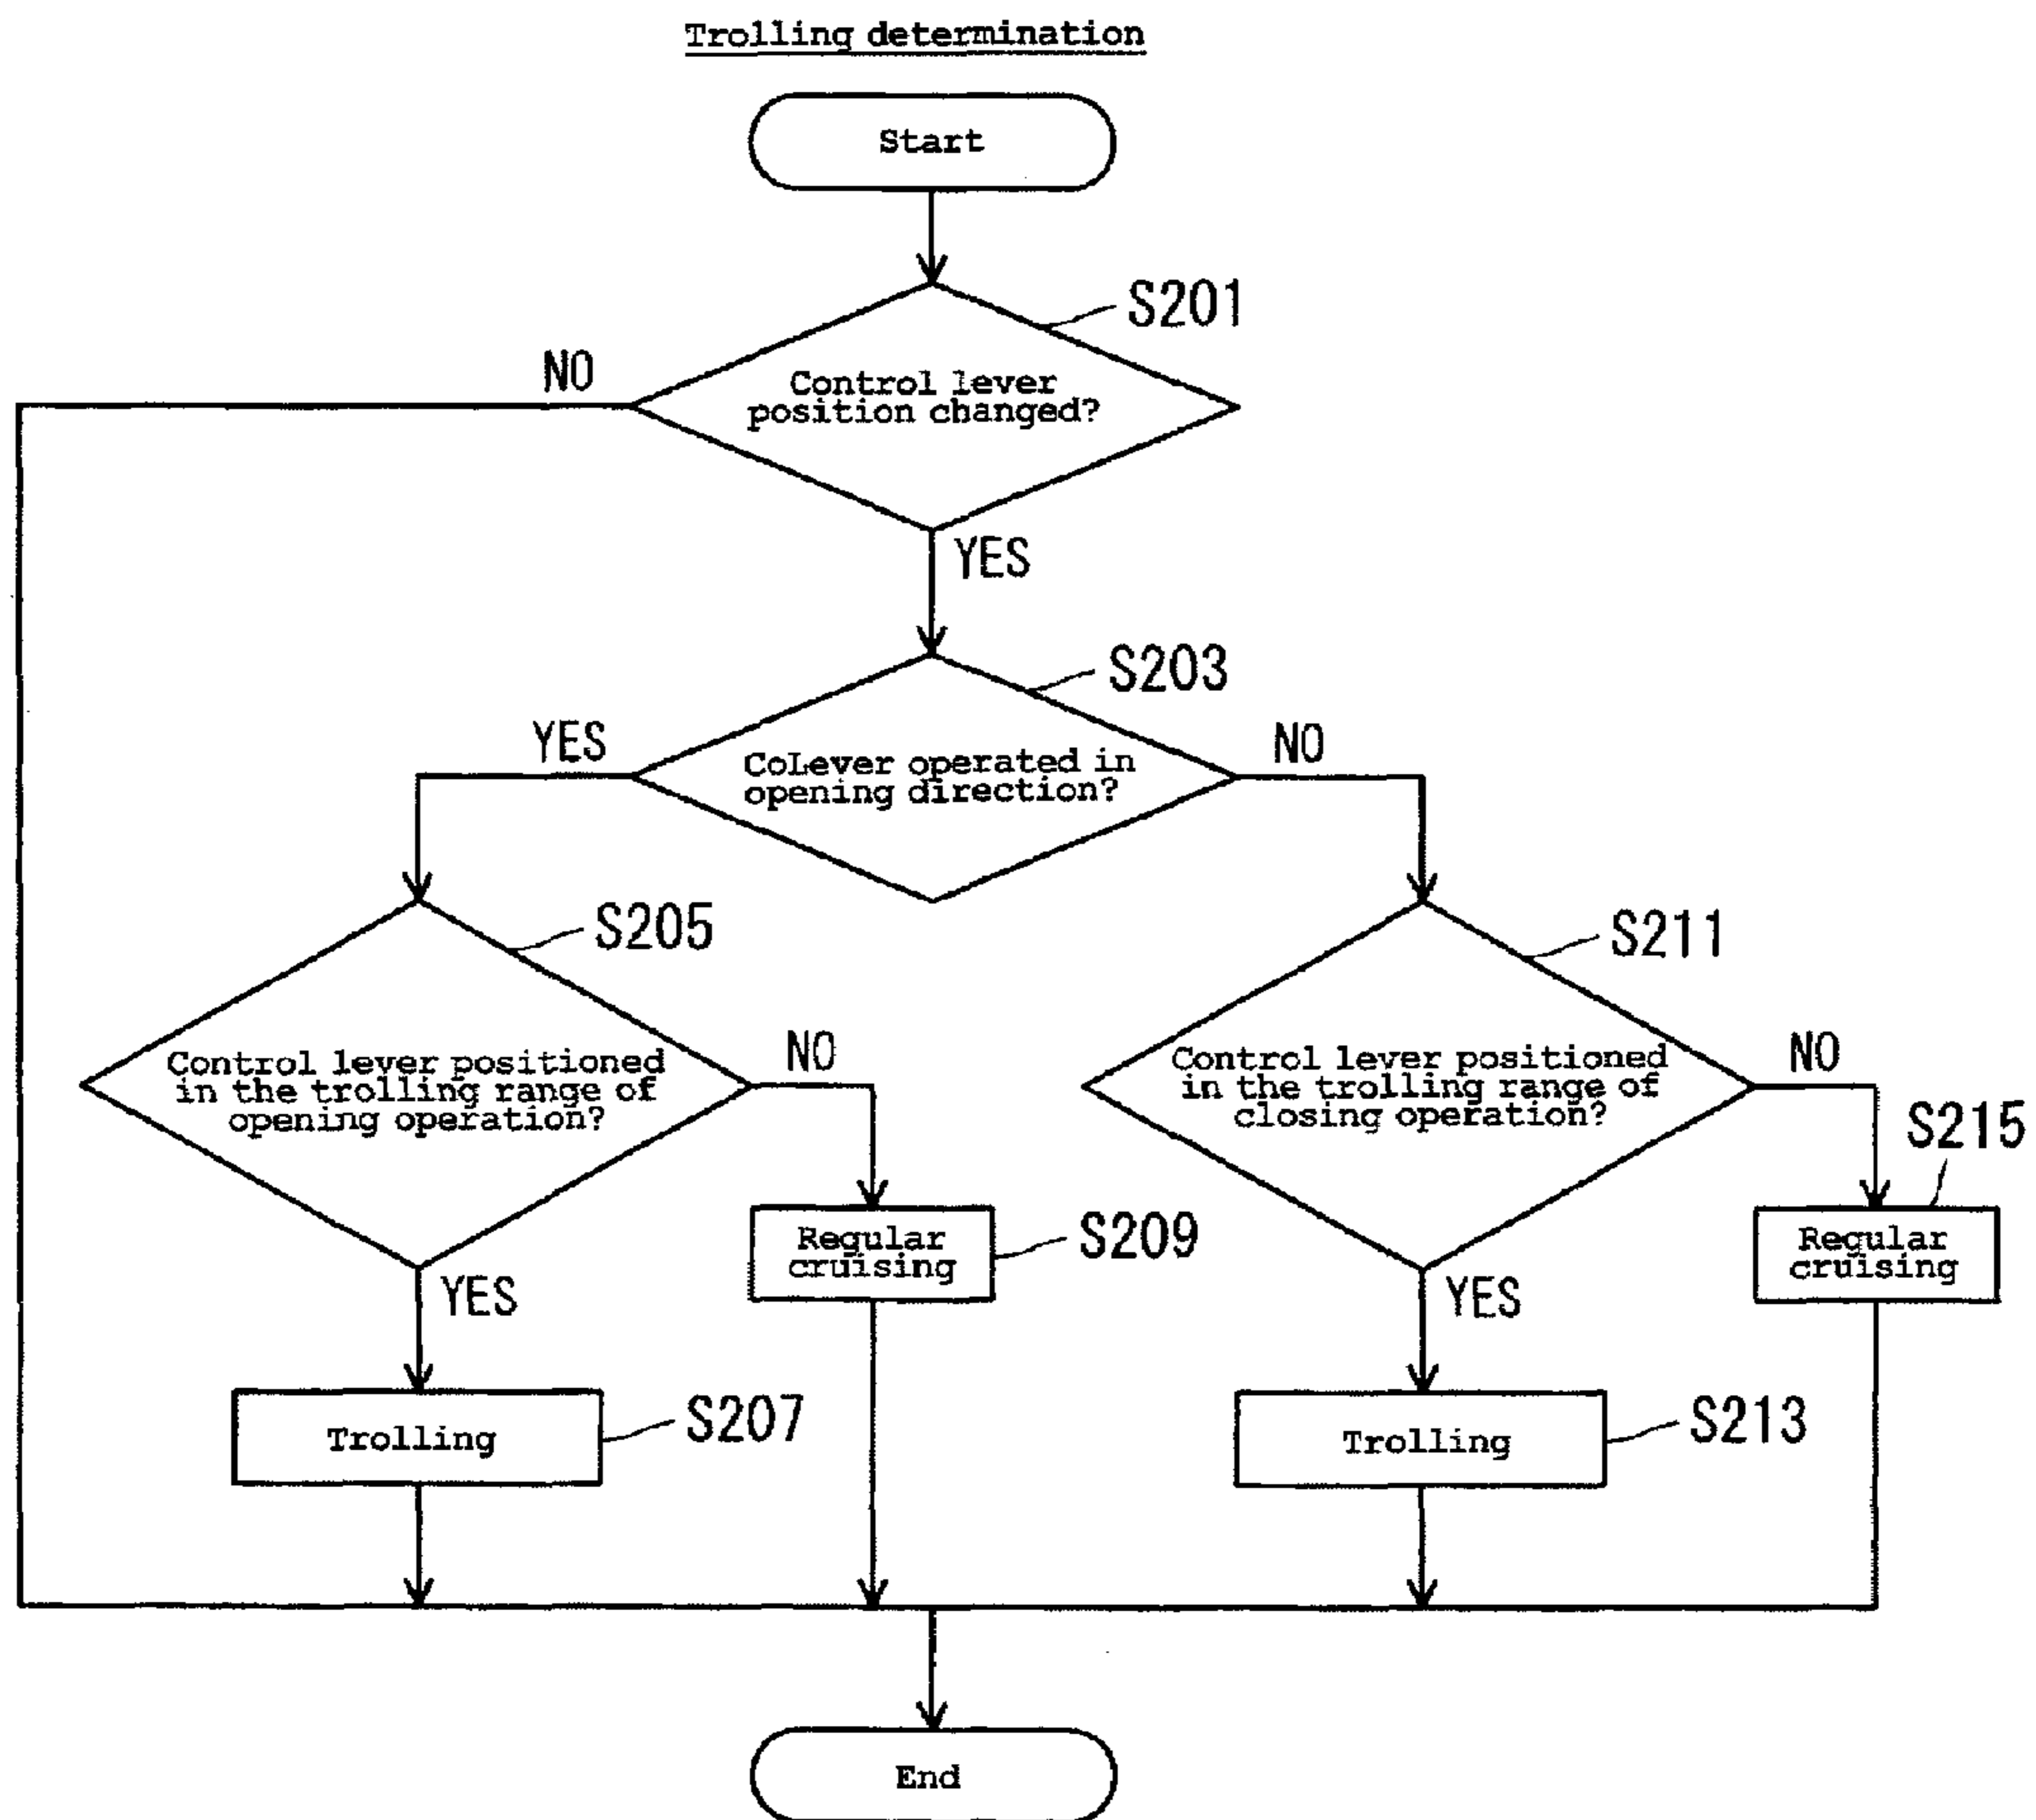 Trolling determination
Start
S201
NO
Control lever
position changed?
YES
S203
YES
NO
CoLever operated in
opening direction?
S205
S211
Control lever positioned
in the trolling range of
opening operation?
NO
Control lever positioned
in the trolling range of
closing operation?
NO
S215
Regular
cruising
S209
Regular
cruising
YES
YES
Trolling
S207
Trolling
S213
End